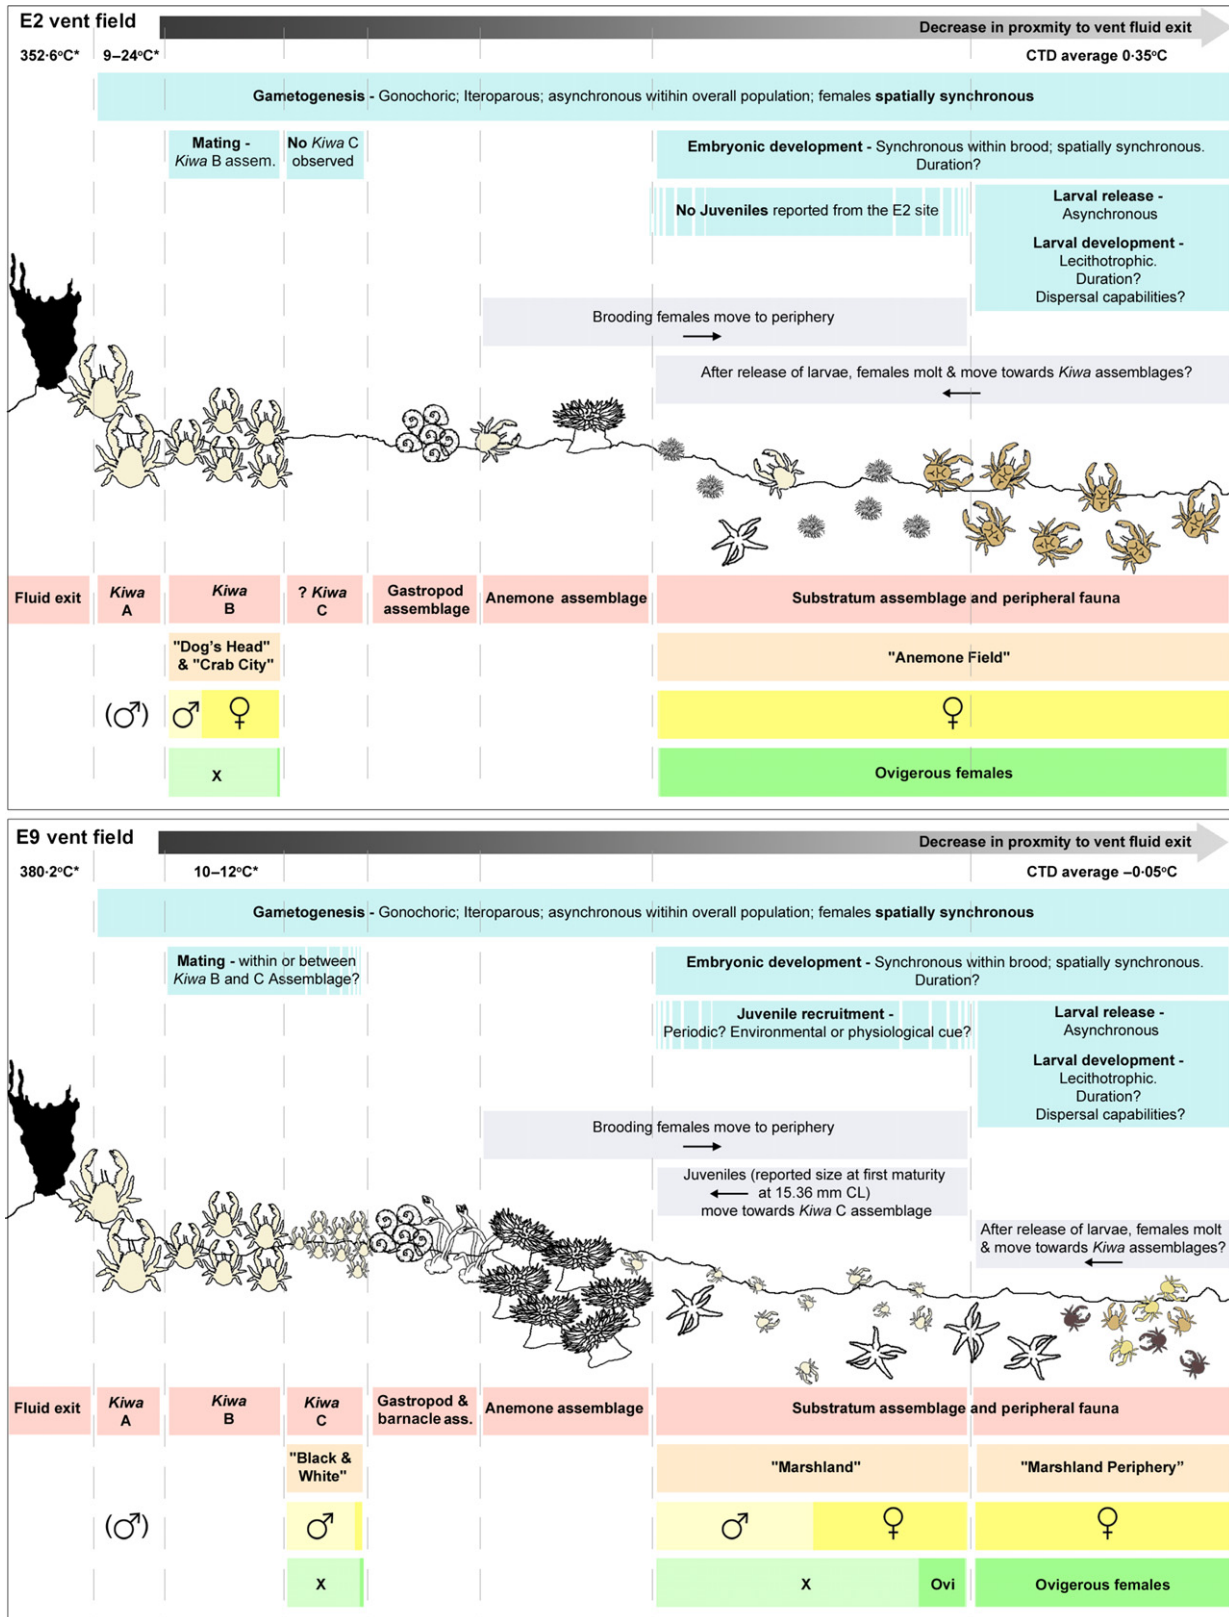 E2 vent field
Decrease in proxmity to vent fluid exit
352·6°C*
9–24°C*
CTD average 0·35°C
Gametogenesis - Gonochoric; Iteroparous; asynchronous witihin overall population; females spatially synchronous
Mating -
Kiwa B assem.
No Kiwa C
observed
Embryonic development - Synchronous within brood; spatially synchronous.
Duration?
No Juveniles reported from the E2 site
Larval release -
Asynchronous
Larval development -
Lecithotrophic.
Duration?
Dispersal capabilities?
Brooding females move to periphery
After release of larvae, females molt & move towards Kiwa assemblages?
Fluid exit
Kiwa
A
Kiwa
B
? Kiwa
C
Gastropod
assemblage
Anemone assemblage
Substratum assemblage and peripheral fauna
"Dog's Head"
& "Crab City"
"Anemone Field"
(♂)
♂
♀
♀
X
Ovigerous females
E9 vent field
Decrease in proxmity to vent fluid exit
380·2°C*
10–12°C*
CTD average –0·05°C
Gametogenesis - Gonochoric; Iteroparous; asynchronous witihin overall population; females spatially synchronous
Mating - within or between
Kiwa B and C Assemblage?
Embryonic development - Synchronous within brood; spatially synchronous.
Duration?
Juvenile recruitment -
Periodic? Environmental or physiological cue?
Larval release -
Asynchronous
Larval development -
Lecithotrophic.
Duration?
Dispersal capabilities?
Brooding females move to periphery
Juveniles (reported size at first maturity
at 15.36 mm CL)
move towards Kiwa C assemblage
After release of larvae, females molt
& move towards Kiwa assemblages?
Fluid exit
Kiwa
A
Kiwa
B
Kiwa
C
Gastropod &
barnacle ass.
Anemone assemblage
Substratum assemblage and peripheral fauna
"Black &
White"
"Marshland"
"Marshland Periphery”
(♂)
♂
♂
♀
♀
X
X
Ovi
Ovigerous females